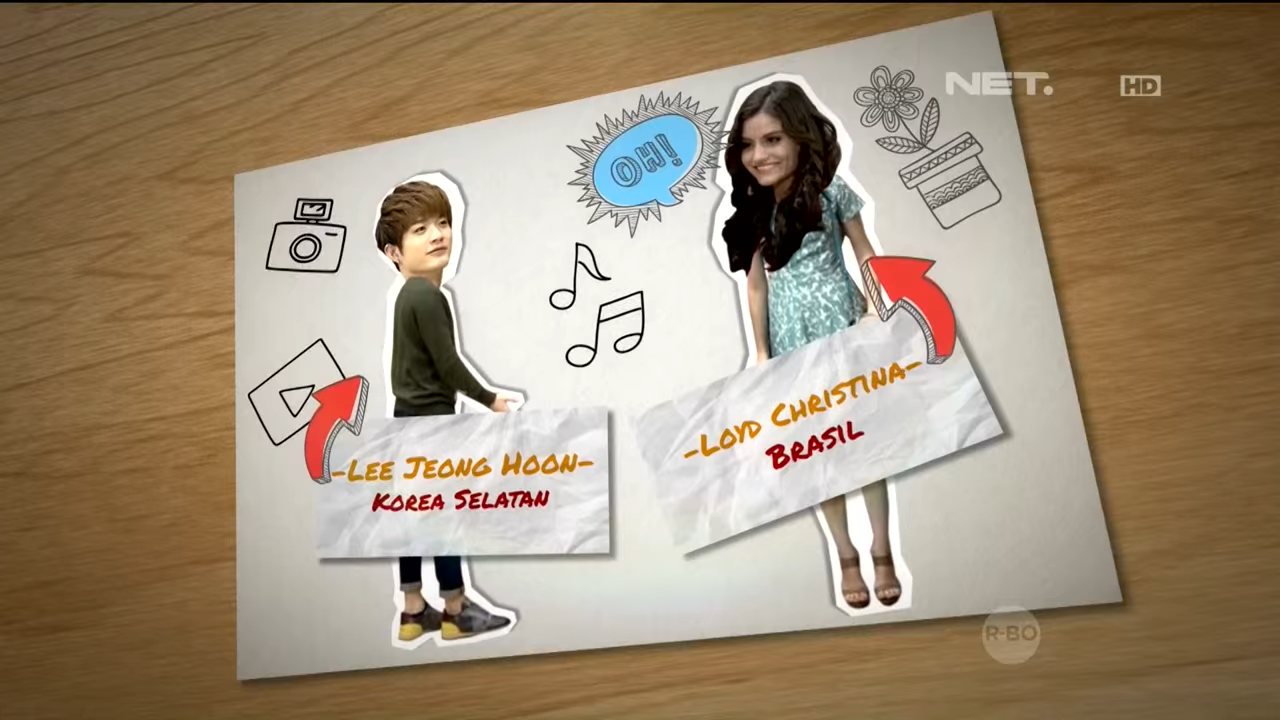 NET.
HD
OH!
-LEE JEONG HOON-
KOREA SELATAN
-LOYD CHRISTINA-
BRASIL
R-BO